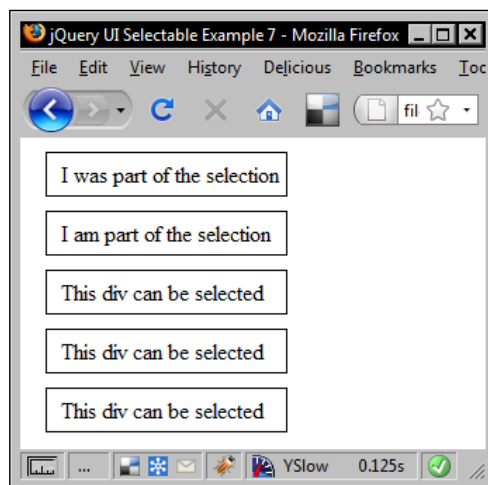 jQuery UI Selectable Example 7 - Mozilla Firefox
File Edit View History Delicious Bookmarks Toc
fil
I was part of the selection
I am part of the selection
This div can be selected
This div can be selected
This div can be selected
... YSlow 0.125s